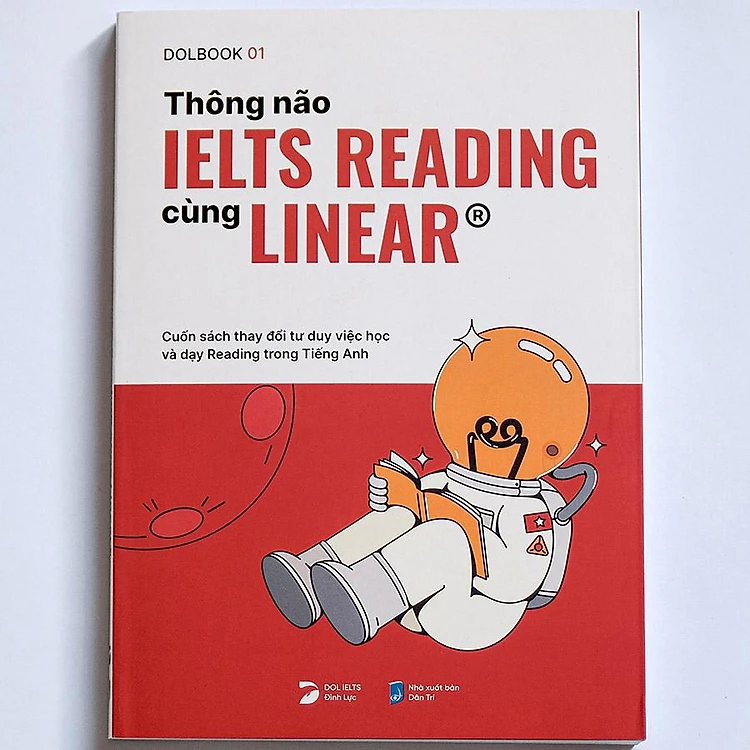 DOLBOOK 01
Thông não
IELTS READING
cùng LINEAR®
Cuốn sách thay đổi tư duy việc học
và dạy Reading trong Tiếng Anh
DOL IELTS
Đình Lực
Nhà xuất bản
Dân Trí